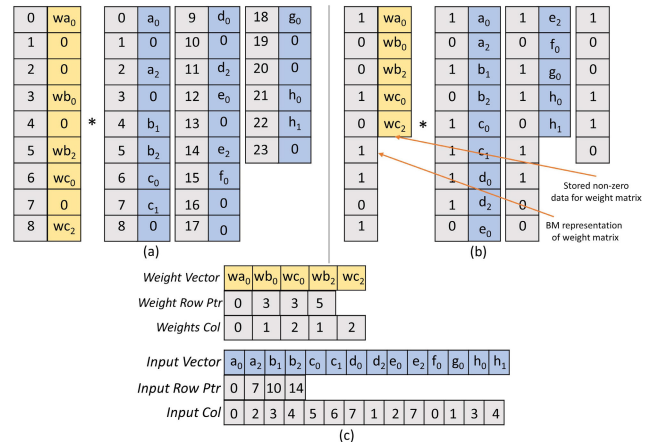 0 wa₀ 0 a₀ 9 d₀ 18 g₀
1 0 1 0 10 0 19 0
2 0 2 a₂ 11 d₂ 20 0
3 wb₀ 3 0 12 e₀ 21 h₀
4 0 * 4 b₁ 13 0 22 h₁
5 wb₂ 5 b₂ 14 e₂ 23 0
6 wc₀ 6 c₀ 15 f₀
7 0 7 c₁ 16 0
8 wc₂ 8 0 17 0
(a)
1 wa₀ 1 a₀ 1 e₂ 1
0 wb₀ 0 a₂ 0 f₀ 0
0 wb₂ 1 b₁ 1 g₀ 0
1 wc₀ 0 b₂ 1 h₀ 1
0 wc₂ * 1 c₀ 0 h₁ 1
1 1 c₁ 1 0
1 1 d₀ 1
0 1 d₂ 0
1 0 e₀ 0
Stored non-zero
data for weight matrix
BM representation
of weight matrix
(b)
Weight Vector wa₀ wb₀ wc₀ wb₂ wc₂
Weight Row Ptr 0 3 3 5
Weights Col 0 1 2 1 2
Input Vector a₀ a₂ b₁ b₂ c₀ c₁ d₀ d₂ e₀ e₂ f₀ g₀ h₀ h₁
Input Row Ptr 0 7 10 14
Input Col 0 2 3 4 5 6 7 1 2 7 0 1 3 4
(c)